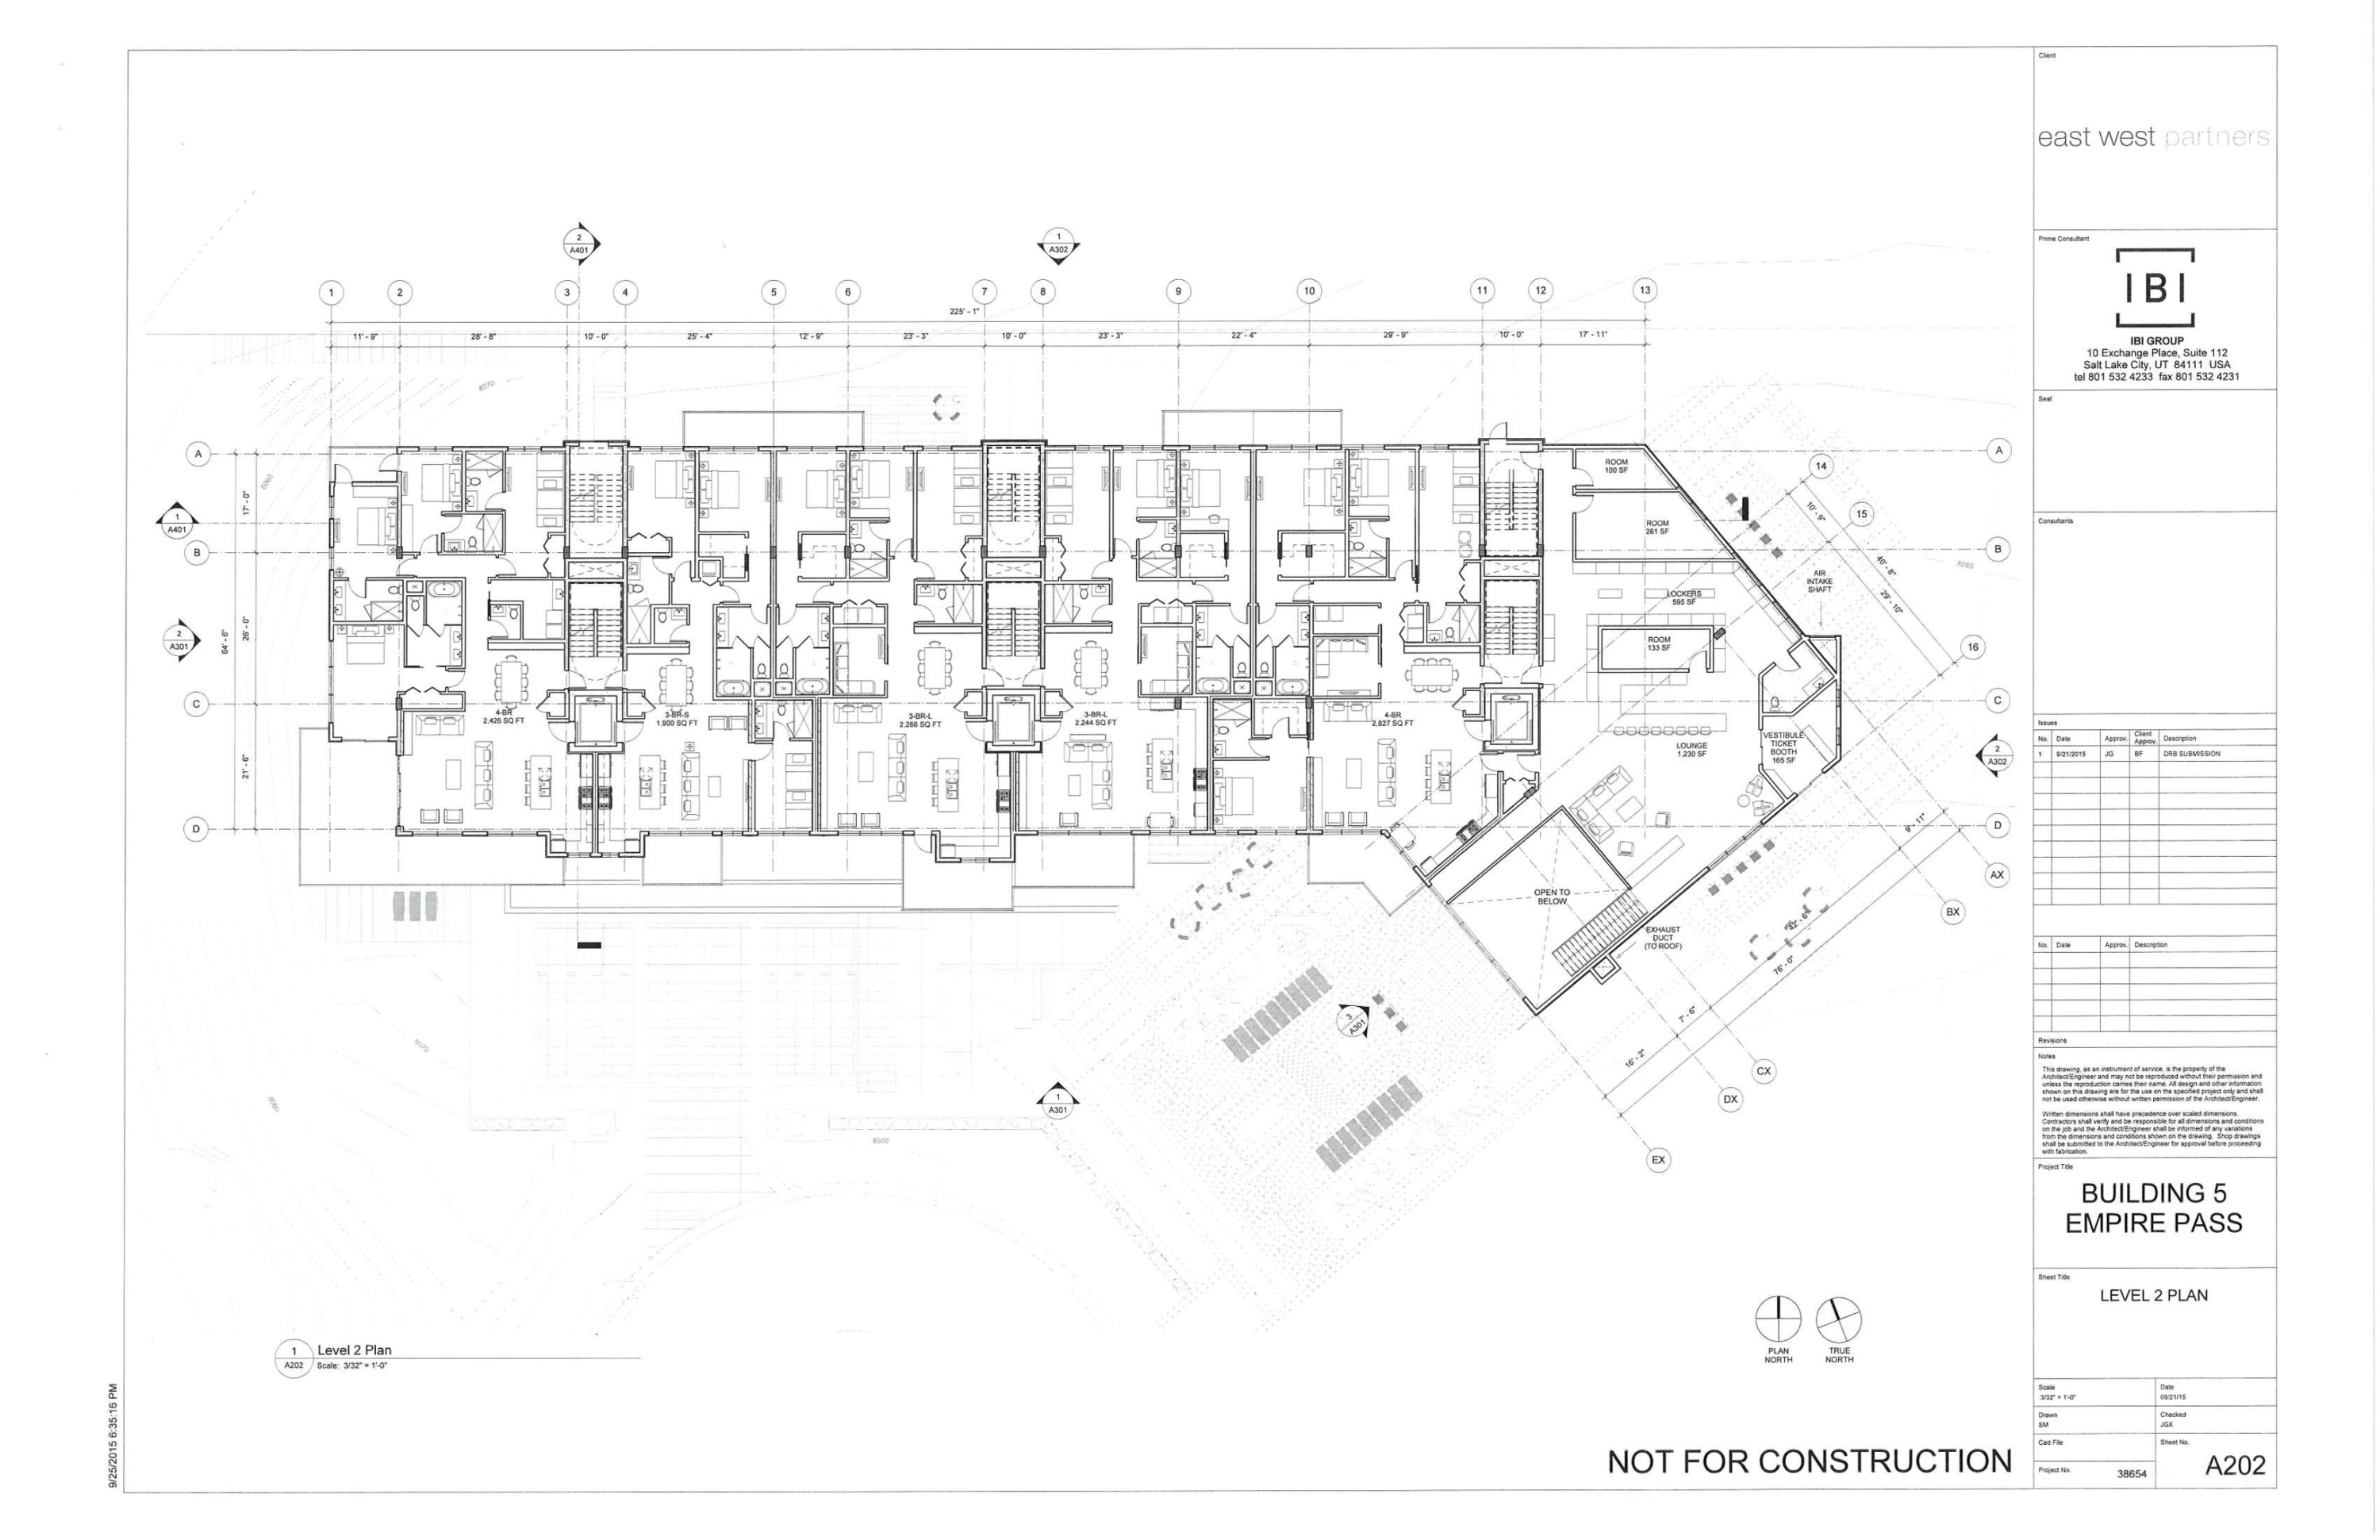 Client
east west partners
Prime Consultant
IBI
IBI GROUP
10 Exchange Place, Suite 112
Salt Lake City, UT 84111 USA
tel 801 532 4233 fax 801 532 4231
Seal
Consultants
Issues
No. Date Approv. Client Approv. Description
1 9/21/2015 JG BF DRB SUBMISSION
No. Date Approv. Description
Revisions
Notes
This drawing, as an instrument of service, is the property of the
Architect/Engineer and may not be reproduced without their permission and
unless the reproduction carries their name. All design and other information
shown on this drawing are for the use on the specified project only and shall
not be used otherwise without written permission of the Architect/Engineer.
Written dimensions shall have precedence over scaled dimensions.
Contractors shall verify and be responsible for all dimensions and conditions
on the job and the Architect/Engineer shall be informed of any variations
from the dimensions and conditions shown on the drawing. Shop drawings
shall be submitted to the Architect/Engineer for approval before proceeding
with fabrication.
Project Title
BUILDING 5
EMPIRE PASS
Sheet Title
LEVEL 2 PLAN
Scale
3/32" = 1'-0"
Date
09/21/15
Drawn
SM
Checked
JGX
Cad File
Sheet No.
A202
Project No.
38654
2
A401
1
A302
1 2 3 4 5 6 7 8 9 10 11 12 13
225' - 1"
11' - 9" 28' - 8" 10' - 0" 25' - 4" 12' - 9" 23' - 3" 10' - 0" 23' - 3" 22' - 4" 29' - 9" 10' - 0" 17' - 11"
8070
A
A
8060
17' - 0"
1
A401
B
B
ROOM
100 SF
ROOM
261 SF
14
15
10' - 9"
40' - 8"
29' - 10"
8060
AIR
INTAKE
SHAFT
LOCKERS
595 SF
ROOM
133 SF
16
2
A301
64' - 6"
26' - 0"
C
C
4-BR
2,426 SQ FT
3-BR-S
1,900 SQ FT
3-BR-L
2,266 SQ FT
3-BR-L
2,244 SQ FT
4-BR
2,827 SQ FT
LOUNGE
1,230 SF
VESTIBULE
TICKET
BOOTH
165 SF
2
A302
21' - 6"
D
D
OPEN TO
BELOW
EXHAUST
DUCT
(TO ROOF)
9' - 11"
42' - 6"
76' - 0"
7' - 6"
16' - 2"
AX
BX
CX
DX
EX
3
A301
1
A301
8070
8060
8060
PLAN
NORTH
TRUE
NORTH
1
A202
Level 2 Plan
Scale: 3/32" = 1'-0"
NOT FOR CONSTRUCTION
9/25/2015 6:35:16 PM